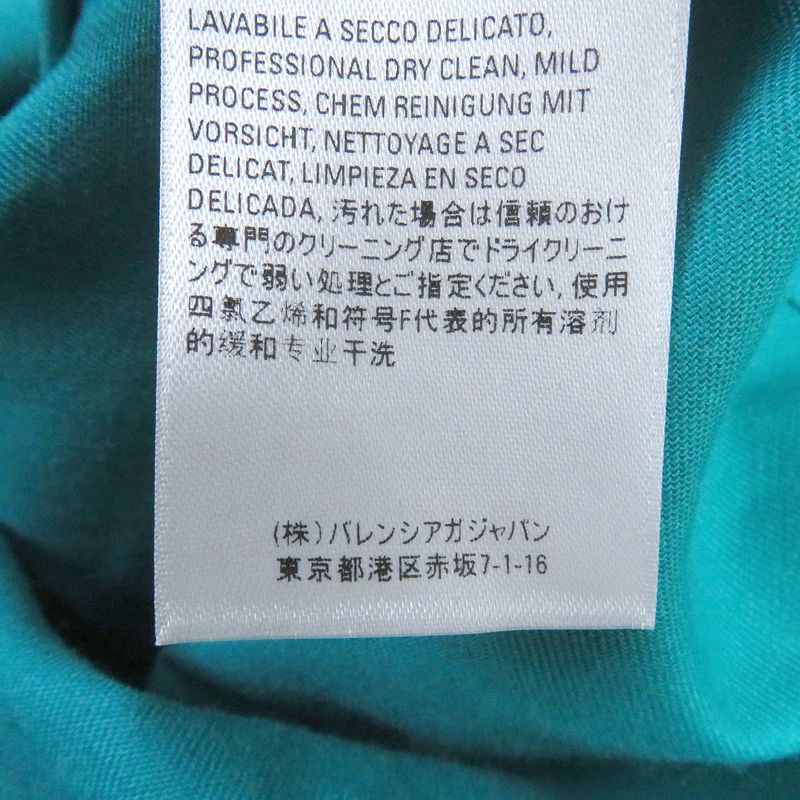 LAVABILE A SECCO DELICATO,
PROFESSIONAL DRY CLEAN, MILD
PROCESS, CHEM REINIGUNG MIT
VORSICHT, NETTOYAGE A SEC
DELICAT, LIMPIEZA EN SECO
DELICADA, 汚れた場合は信頼のおけ
る専門のクリーニング店でドライクリーニ
ングで弱い処理とご指定ください, 使用
四氯乙烯和符号F代表的所有溶剂
的缓和专业干洗
(株)バレンシアガジャパン
東京都港区赤坂7-1-16